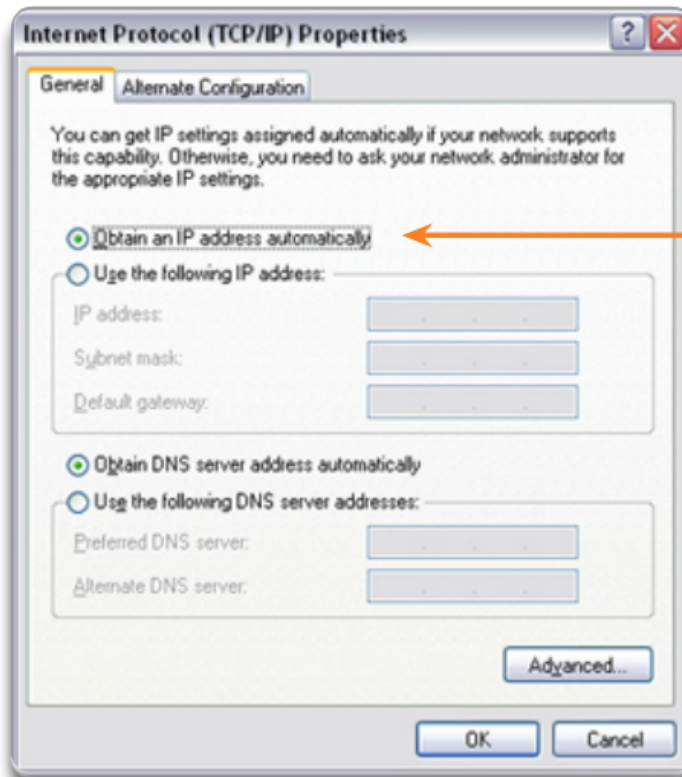 Internet Protocol (TCP/IP) Properties
General
Alternate Configuration
You can get IP settings assigned automatically if your network supports
this capability. Otherwise, you need to ask your network administrator for
the appropriate IP settings.
Obtain an IP address automatically
Use the following IP address:
IP address:
Subnet mask:
Default gateway:
Obtain DNS server address automatically
Use the following DNS server addresses:
Preferred DNS server:
Alternate DNS server:
Advanced...
OK
Cancel